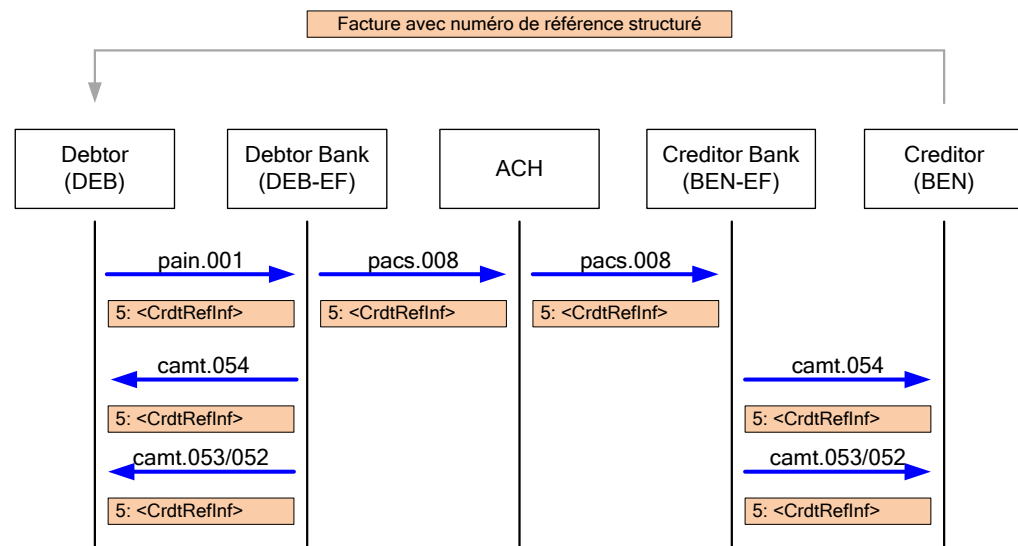 Facture avec numéro de référence structuré
Debtor
(DEB)
Debtor Bank
(DEB-EF)
ACH
Creditor Bank
(BEN-EF)
Creditor
(BEN)
pain.001
pacs.008
pacs.008
5: <CrdtRefInf>
5: <CrdtRefInf>
5: <CrdtRefInf>
camt.054
camt.054
5: <CrdtRefInf>
5: <CrdtRefInf>
camt.053/052
camt.053/052
5: <CrdtRefInf>
5: <CrdtRefInf>